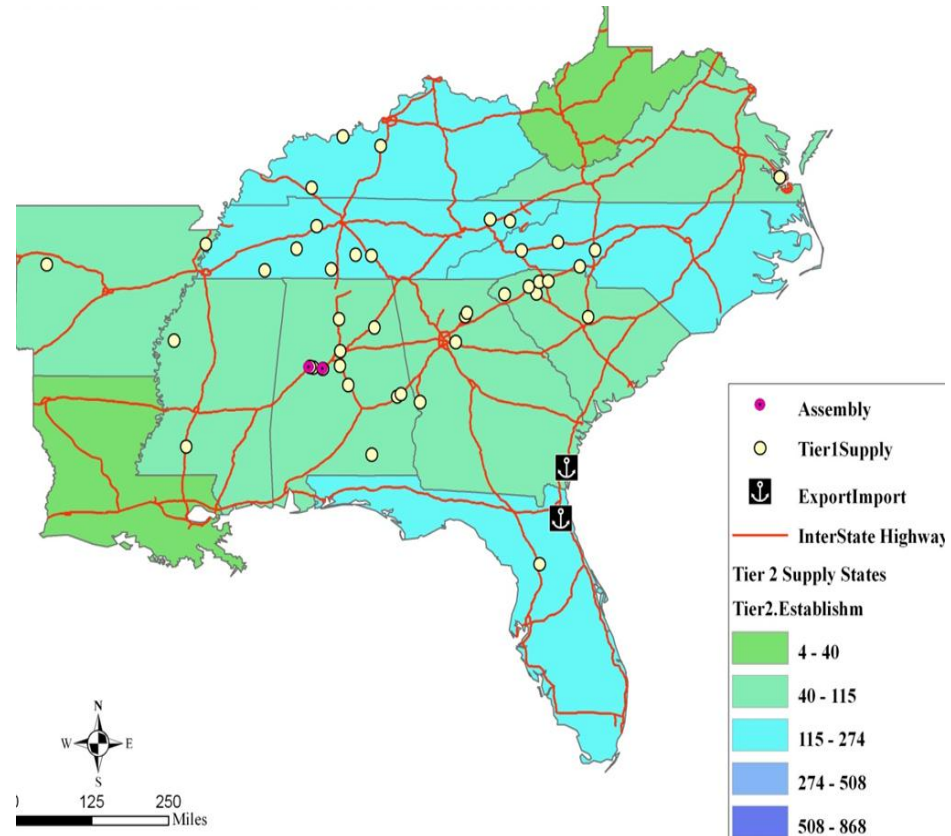 Assembly
Tier1Supply
ExportImport
InterState Highway
Tier 2 Supply States
Tier2.Establishm
4 - 40
40 - 115
115 - 274
274 - 508
508 - 868
N
W E
S
125 250
Miles